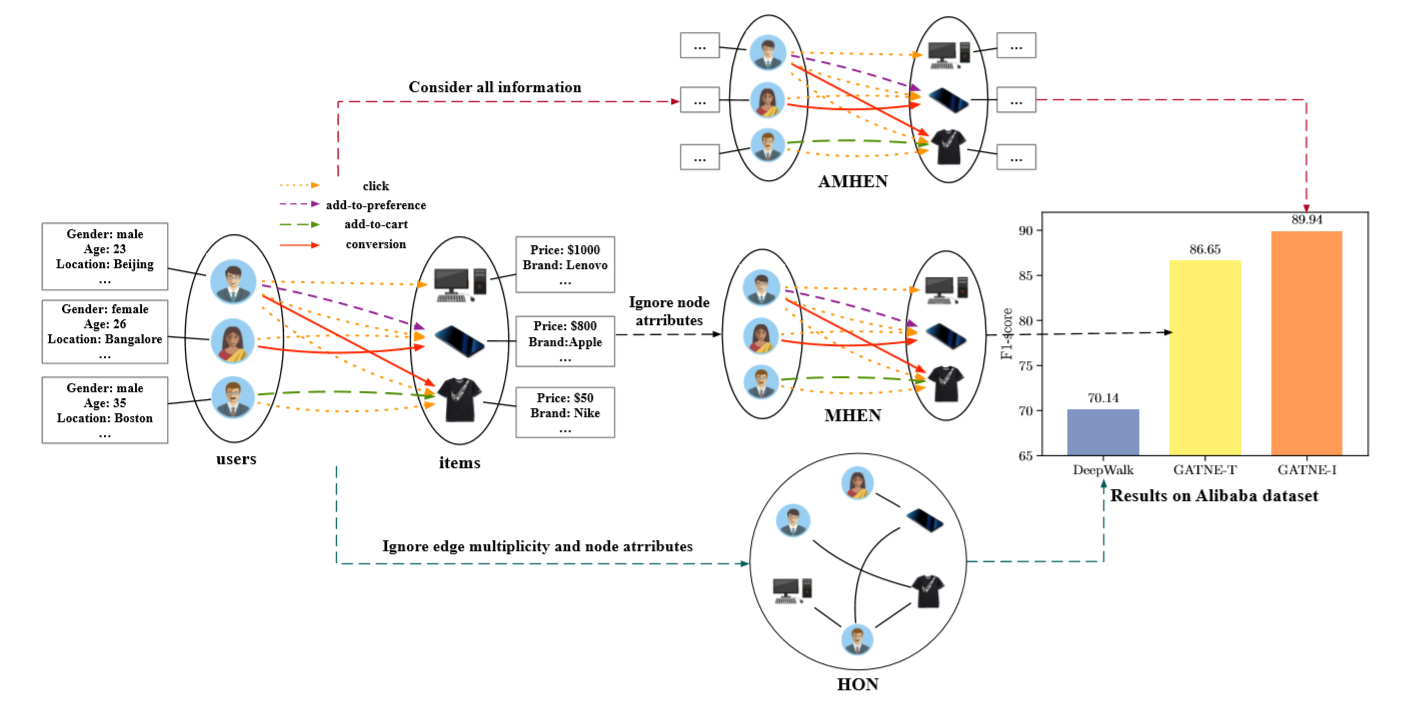 ...
...
...
...
...
...
AMHEN
Consider all information
click
add-to-preference
add-to-cart
conversion
Gender: male
Age: 23
Location: Beijing
...
Gender: female
Age: 26
Location: Bangalore
...
Gender: male
Age: 35
Location: Boston
...
users
items
Price: $1000
Brand: Lenovo
...
Price: $800
Brand:Apple
...
Price: $50
Brand: Nike
...
Ignore node
atrributes
MHEN
Ignore edge multiplicity and node atrributes
HON
F1-score
90
85
80
75
70
65
70.14
86.65
89.94
DeepWalk
GATNE-T
GATNE-I
Results on Alibaba dataset